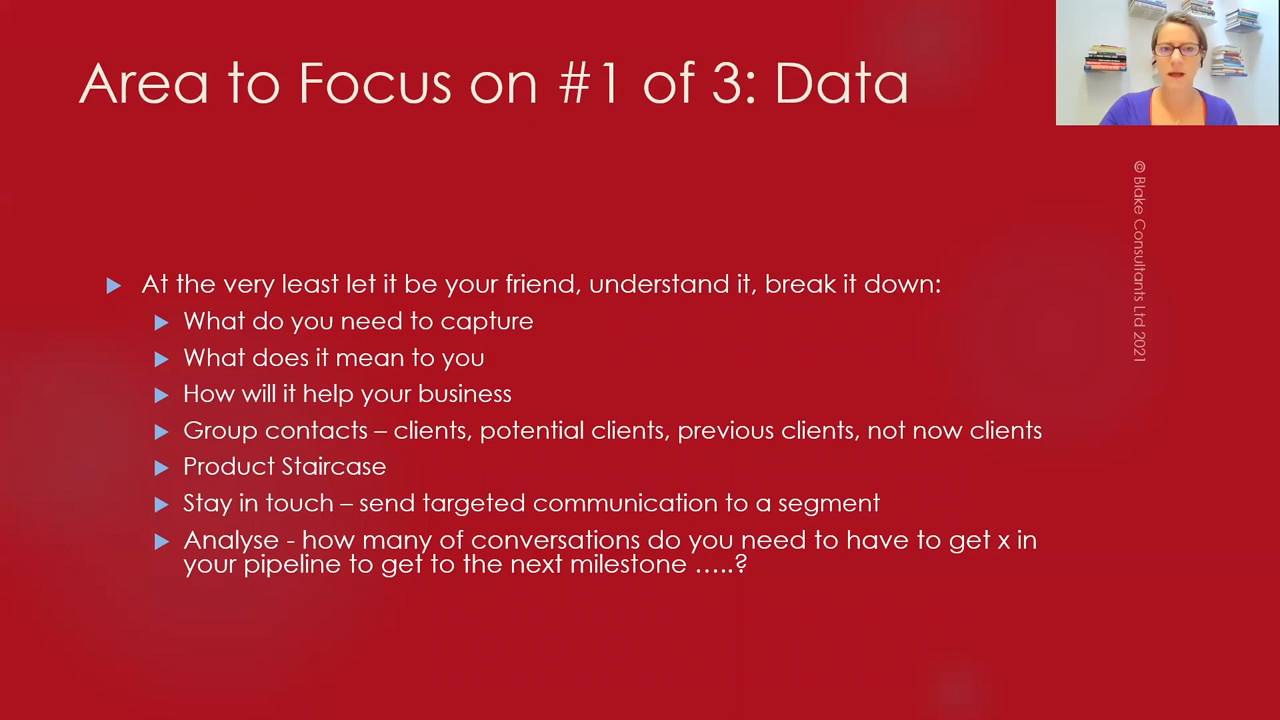 Area to Focus on #1 of 3: Data
© Blake Consultants Ltd 2021
At the very least let it be your friend, understand it, break it down:
What do you need to capture
What does it mean to you
How will it help your business
Group contacts – clients, potential clients, previous clients, not now clients
Product Staircase
Stay in touch – send targeted communication to a segment
Analyse - how many of conversations do you need to have to get x in
your pipeline to get to the next milestone …..?